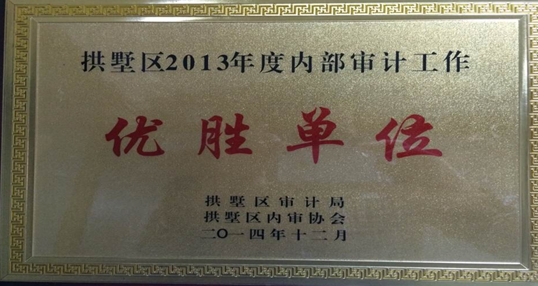 拱墅区2013年度内部审计工作
优胜单位
拱墅区审计局
拱墅区内审协会
二〇一四年十二月